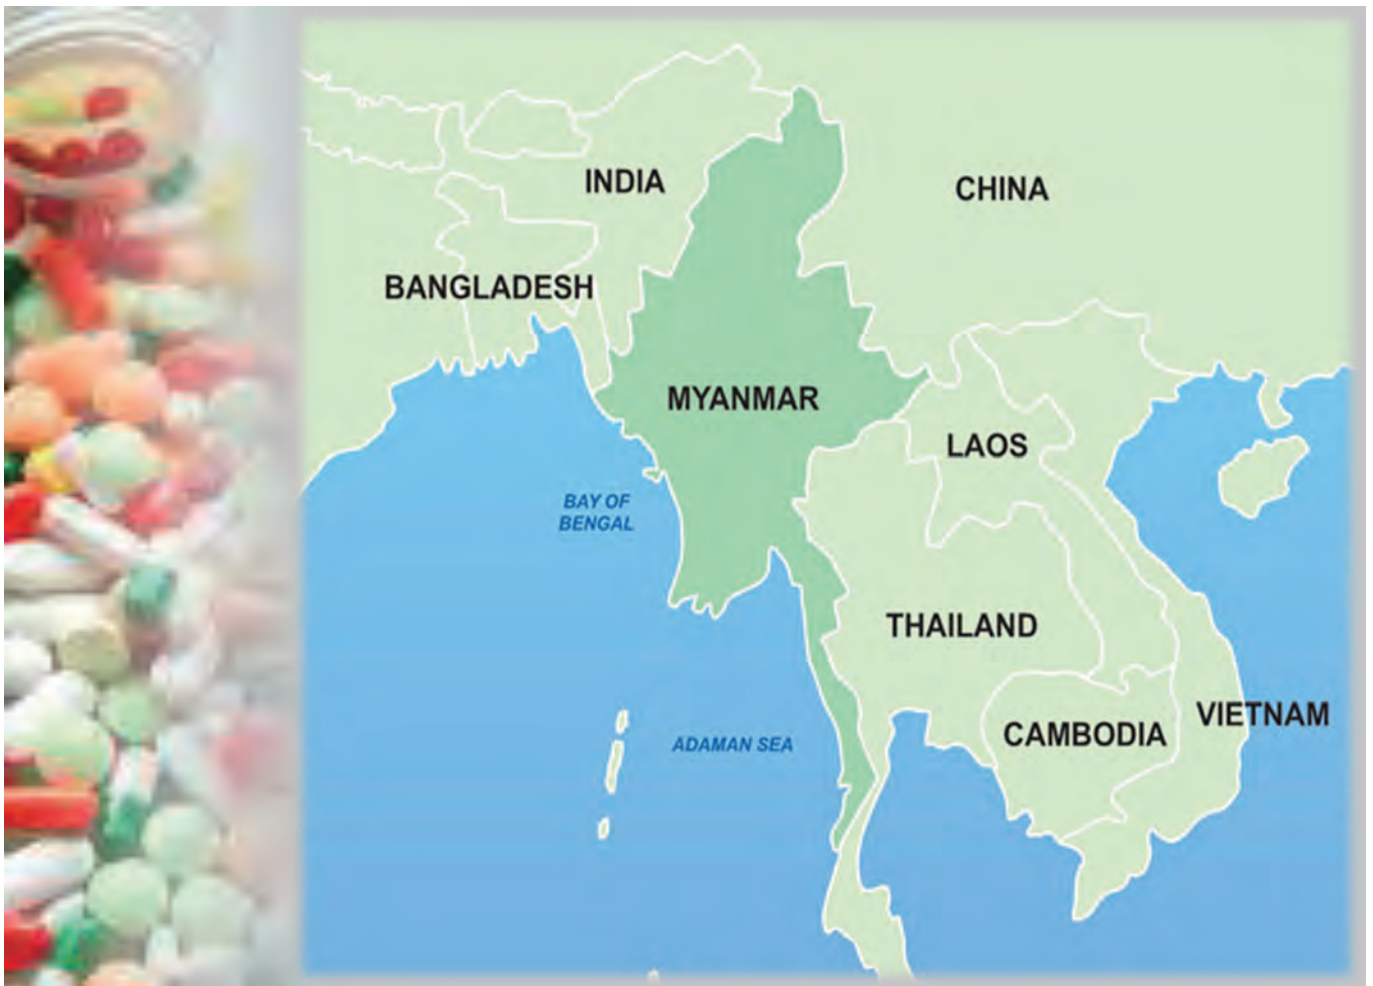 INDIA
CHINA
BANGLADESH
MYANMAR
LAOS
BAY OF
BENGAL
THAILAND
VIETNAM
CAMBODIA
ADAMAN SEA